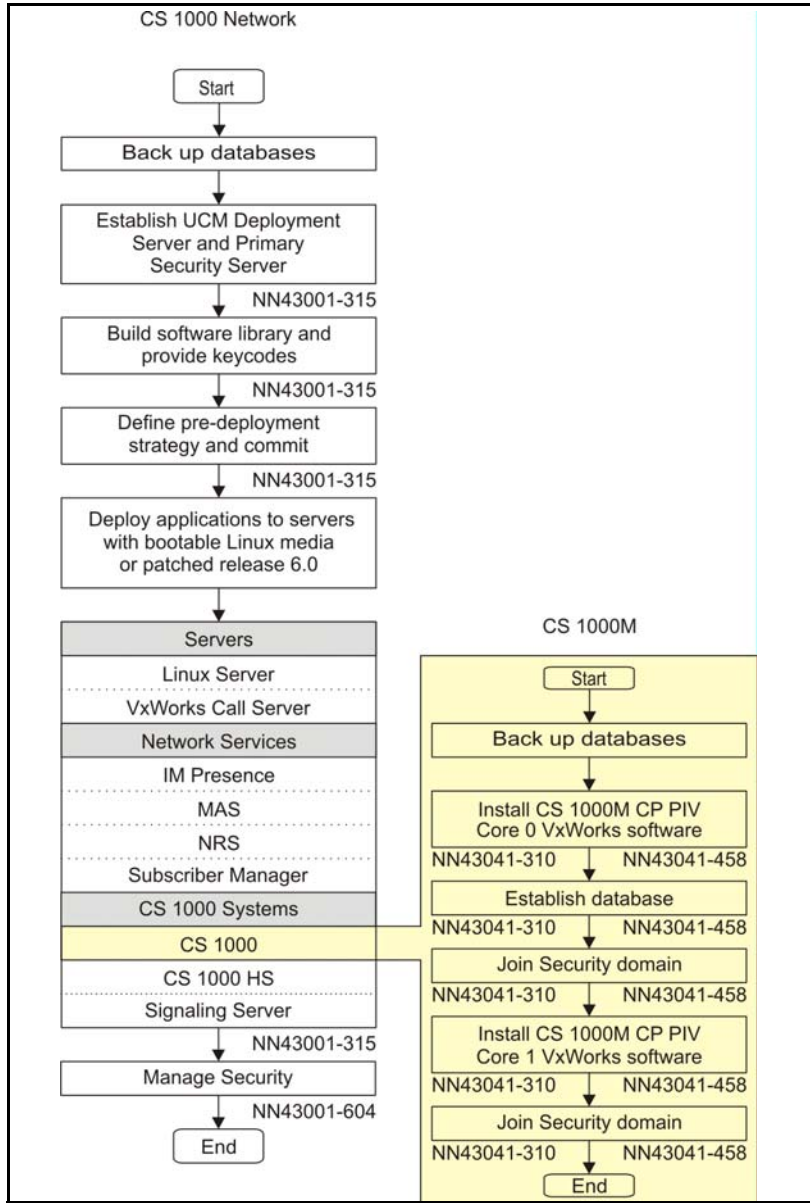 CS 1000 Network
Start
Back up databases
Establish UCM Deployment
Server and Primary
Security Server
NN43001-315
Build software library and
provide keycodes
NN43001-315
Define pre-deployment
strategy and commit
NN43001-315
Deploy applications to servers
with bootable Linux media
or patched release 6.0
Servers
Linux Server
VxWorks Call Server
Network Services
IM Presence
MAS
NRS
Subscriber Manager
CS 1000 Systems
CS 1000
CS 1000 HS
Signaling Server
NN43001-315
Manage Security
NN43001-604
End
CS 1000M
Start
Back up databases
Install CS 1000M CP PIV
Core 0 VxWorks software
NN43041-310 NN43041-458
Establish database
NN43041-310 NN43041-458
Join Security domain
NN43041-310 NN43041-458
Install CS 1000M CP PIV
Core 1 VxWorks software
NN43041-310 NN43041-458
Join Security domain
NN43041-310 NN43041-458
End